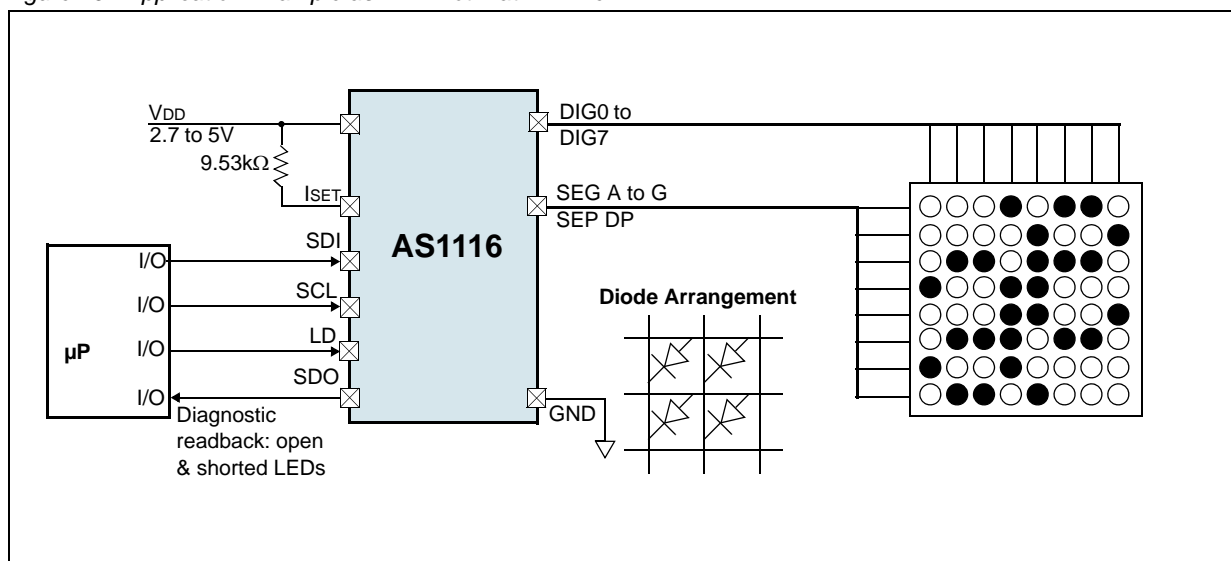 VDD
2.7 to 5V
9.53kΩ
ISET
SDI
SCL
LD
SDO
I/O
I/O
I/O
I/O
µP
Diagnostic
readback: open
& shorted LEDs
AS1116
DIG0 to
DIG7
SEG A to G
SEP DP
GND
Diode Arrangement